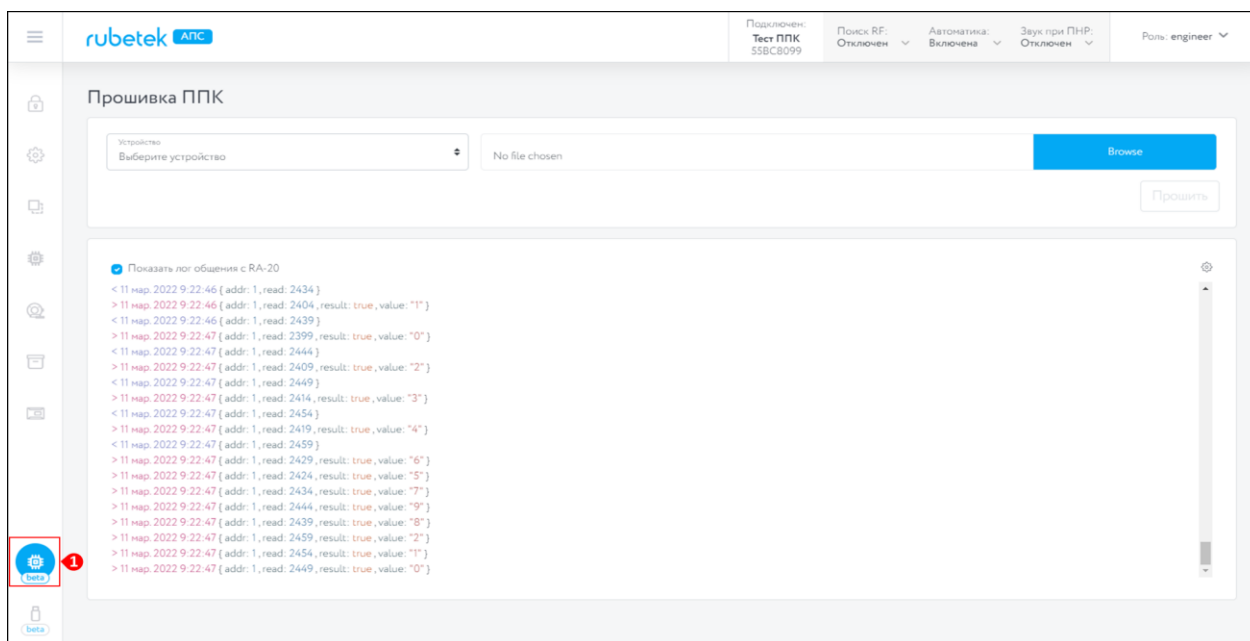 rubetek АПС
Подключен:
Тест ППК
55BC8099
Поиск RF:
Отключен
Автоматика:
Включена
Звук при ПНР:
Отключен
Роль: engineer
Прошивка ППК
Устройство
Выберите устройство
No file chosen
Browse
Прошить
Показать лог общения с RA-20
< 11 мар. 2022 9:22:46 { addr: 1 , read: 2434 }
> 11 мар. 2022 9:22:46 { addr: 1 , read: 2404 , result: true , value: "1" }
< 11 мар. 2022 9:22:46 { addr: 1 , read: 2439 }
> 11 мар. 2022 9:22:47 { addr: 1 , read: 2399 , result: true , value: "0" }
< 11 мар. 2022 9:22:47 { addr: 1 , read: 2444 }
> 11 мар. 2022 9:22:47 { addr: 1 , read: 2409 , result: true , value: "2" }
< 11 мар. 2022 9:22:47 { addr: 1 , read: 2449 }
> 11 мар. 2022 9:22:47 { addr: 1 , read: 2414 , result: true , value: "3" }
< 11 мар. 2022 9:22:47 { addr: 1 , read: 2454 }
> 11 мар. 2022 9:22:47 { addr: 1 , read: 2419 , result: true , value: "4" }
< 11 мар. 2022 9:22:47 { addr: 1 , read: 2459 }
> 11 мар. 2022 9:22:47 { addr: 1 , read: 2429 , result: true , value: "6" }
> 11 мар. 2022 9:22:47 { addr: 1 , read: 2424 , result: true , value: "5" }
> 11 мар. 2022 9:22:47 { addr: 1 , read: 2434 , result: true , value: "7" }
> 11 мар. 2022 9:22:47 { addr: 1 , read: 2444 , result: true , value: "9" }
> 11 мар. 2022 9:22:47 { addr: 1 , read: 2439 , result: true , value: "8" }
> 11 мар. 2022 9:22:47 { addr: 1 , read: 2459 , result: true , value: "2" }
> 11 мар. 2022 9:22:47 { addr: 1 , read: 2454 , result: true , value: "1" }
> 11 мар. 2022 9:22:47 { addr: 1 , read: 2449 , result: true , value: "0" }
beta
1
beta